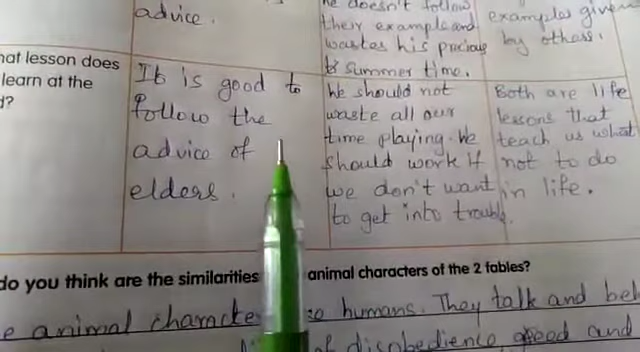 advice.
he doesn't follow
their example and
wastes his precious
summer time.
examples given
by others.
hat lesson does
learn at the
d?
It is good to
follow the
advice of
elders.
We should not
waste all our
time playing. We
should work if
we don't want
to get into trouble.
Both are life
lessons that
teach us what
not to do
in life.
do you think are the similarities animal characters of the 2 fables?
e animal characte to humans. They talk and beh
of disobedience, greed and